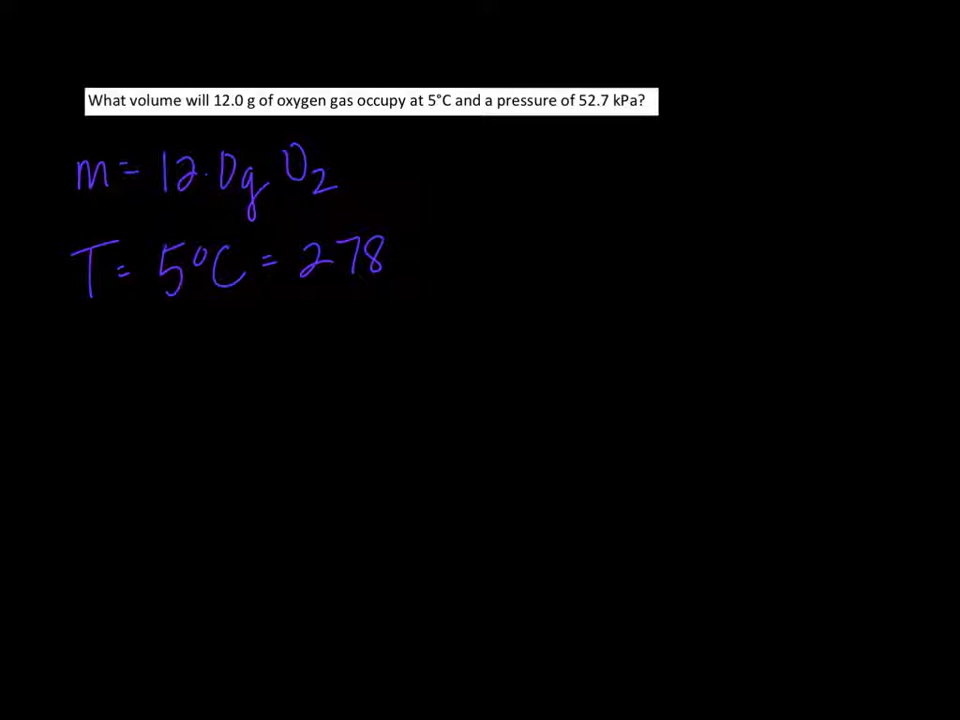 What volume will 12.0 g of oxygen gas occupy at 5°C and a pressure of 52.7 kPa?
m = 12.0g O₂
T = 5°C = 278